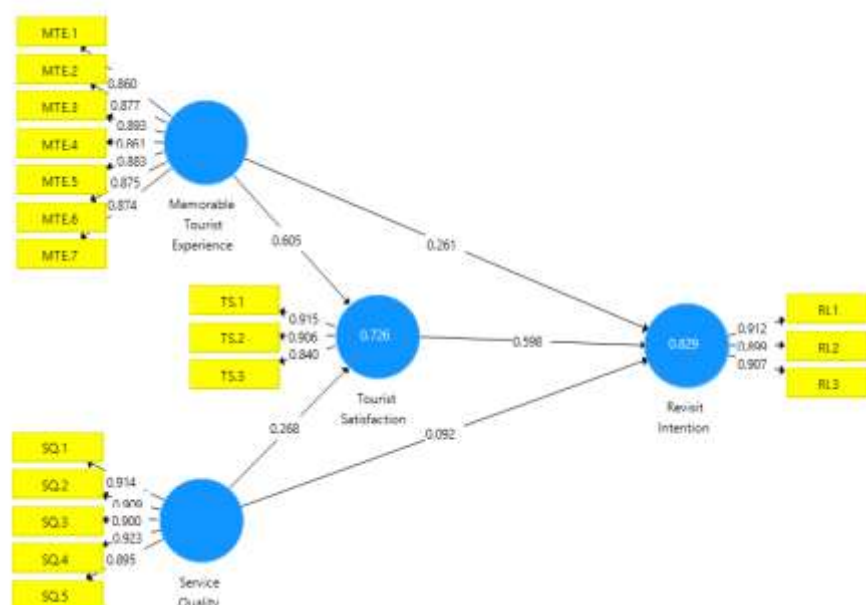 MTE.1
MTE.2
MTE.3
MTE.4
MTE.5
MTE.6
MTE.7
0.860
0.877
0.893
0.861
0.883
0.875
0.874
Memorable
Tourist
Experience
0.605
0.261
TS.1
TS.2
TS.3
0.915
0.906
0.840
0.726
Tourist
Satisfaction
0.598
0.829
Revisit
Intention
0.912
0.899
0.907
RI.1
RI.2
RI.3
0.268
0.092
SQ.1
SQ.2
SQ.3
SQ.4
SQ.5
0.914
0.909
0.900
0.923
0.895
Service
Quality